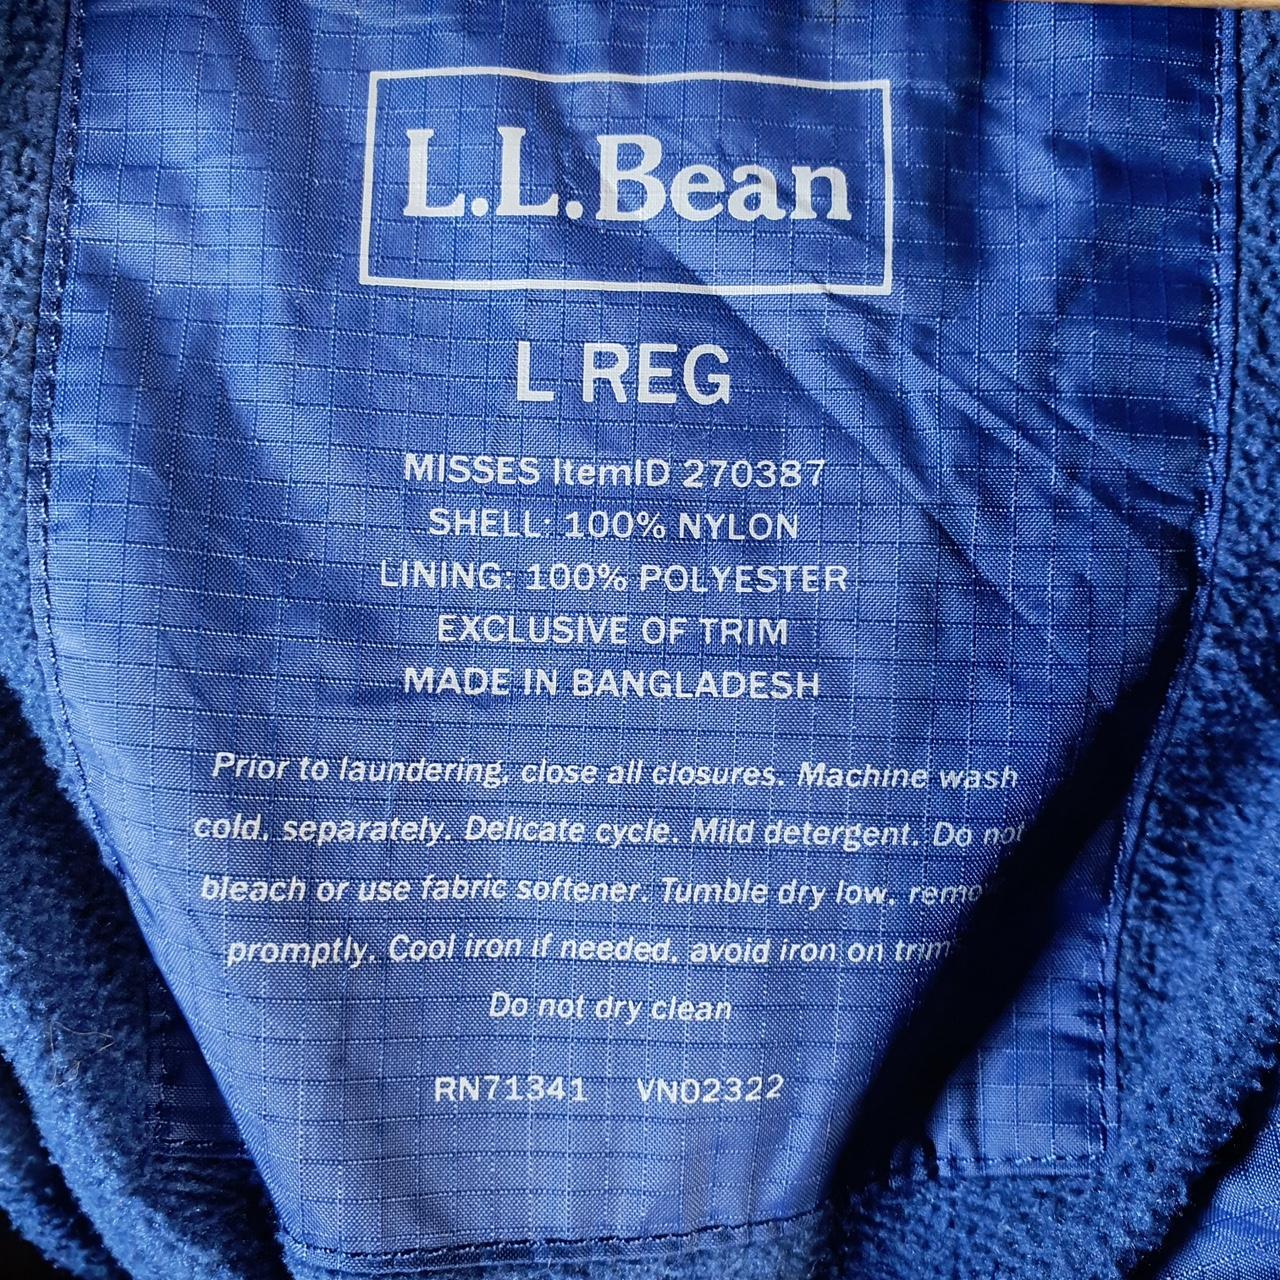 L.L.Bean
L REG
MISSES ItemID 270387
SHELL: 100% NYLON
LINING: 100% POLYESTER
EXCLUSIVE OF TRIM
MADE IN BANGLADESH
Prior to laundering, close all closures. Machine wash
cold, separately. Delicate cycle. Mild detergent. Do not
bleach or use fabric softener. Tumble dry low, remo
promptly. Cool iron if needed, avoid iron on trim
Do not dry clean
RN71341 VN02322